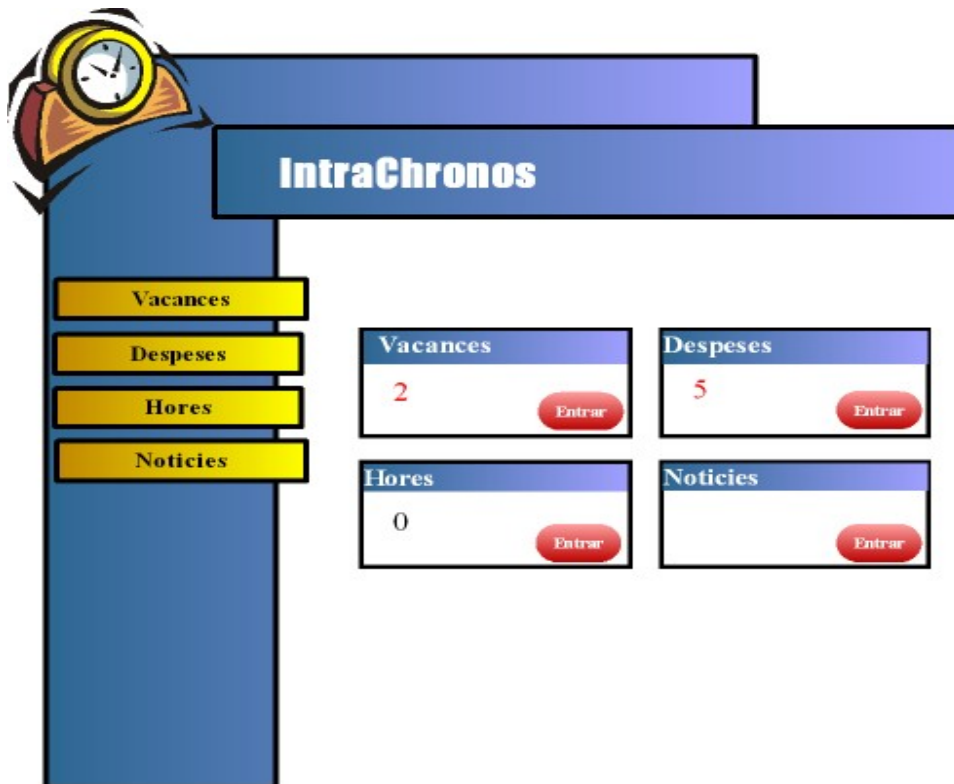 IntraChronos
Vacances
Despeses
Hores
Noticies
Vacances
2
Entrar
Despeses
5
Entrar
Hores
0
Entrar
Noticies
Entrar